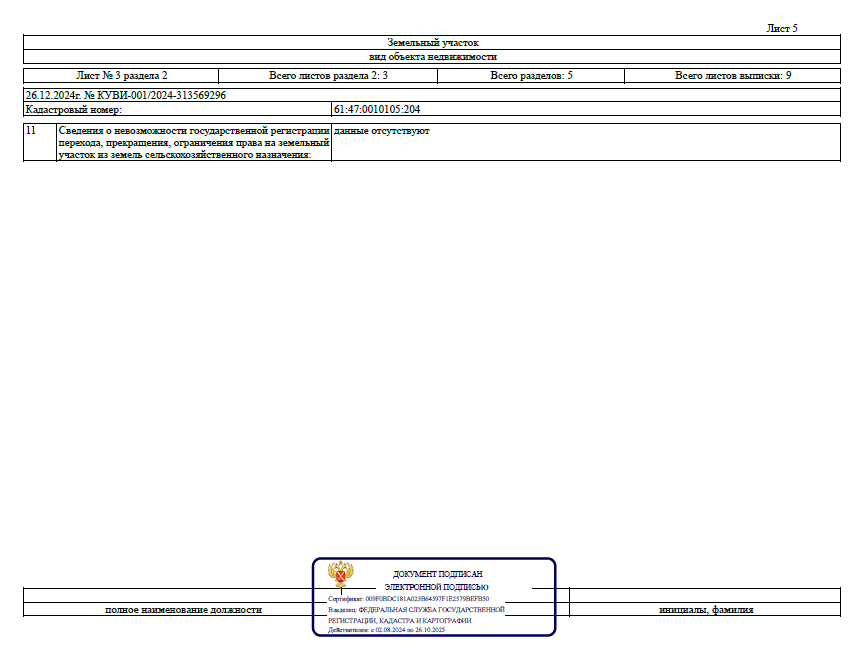 Лист 5
Земельный участок
вид объекта недвижимости
Лист № 3 раздела 2 Всего листов раздела 2: 3 Всего разделов: 5 Всего листов выписки: 9
26.12.2024г. № КУВИ-001/2024-313569296
Кадастровый номер: 61:47:0010105:204
11 Сведения о невозможности государственной регистрации данные отсутствуют
перехода, прекращения, ограничения права на земельный
участок из земель сельскохозяйственного назначения:
ДОКУМЕНТ ПОДПИСАН
ЭЛЕКТРОННОЙ ПОДПИСЬЮ
Сертификат: 009F0BDC181A023B64597F1E2579BEFB50
Владелец: ФЕДЕРАЛЬНАЯ СЛУЖБА ГОСУДАРСТВЕННОЙ
РЕГИСТРАЦИИ, КАДАСТРА И КАРТОГРАФИИ
Действителен: с 02.08.2024 по 26.10.2025
полное наименование должности инициалы, фамилия